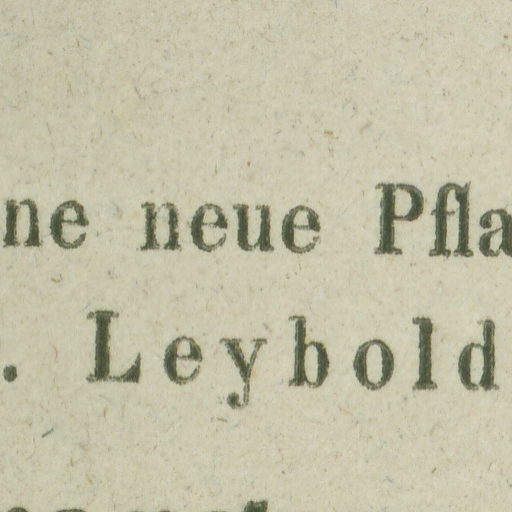 ne neue Pfla
. Leybold